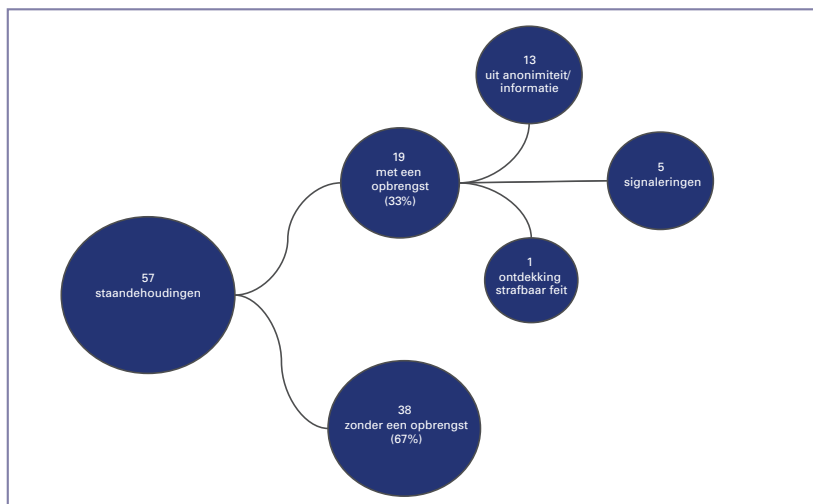 13
uit anonimiteit/
informatie
19
met een
opbrengst
(33%)
5
signaleringen
57
staandehoudingen
1
ontdekking
strafbaar feit
38
zonder een opbrengst
(67%)